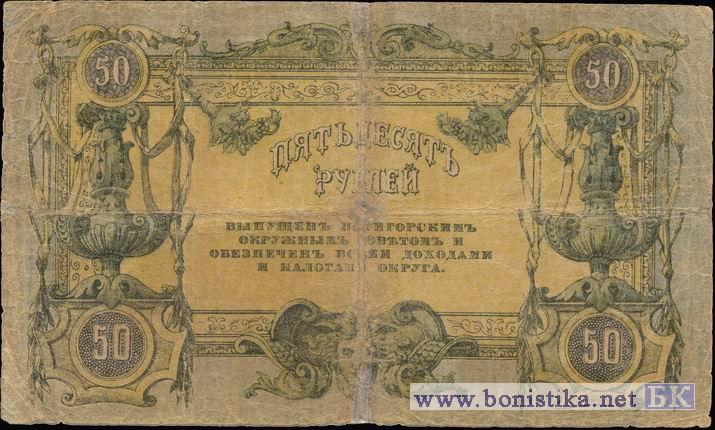 50 50
ПЯТЬДЕСЯТЪ
РУБЛЕЙ
ВЫПУЩЕНЪ ПЯТИГОРСКИМЪ
ОКРУЖНЫМЪ СОВѢТОМЪ И
ОБЕЗПЕЧЕНЪ ВСѢМИ ДОХОДАМИ
И НАЛОГАМИ ОКРУГА.
50 50
www.bonistika.net БК